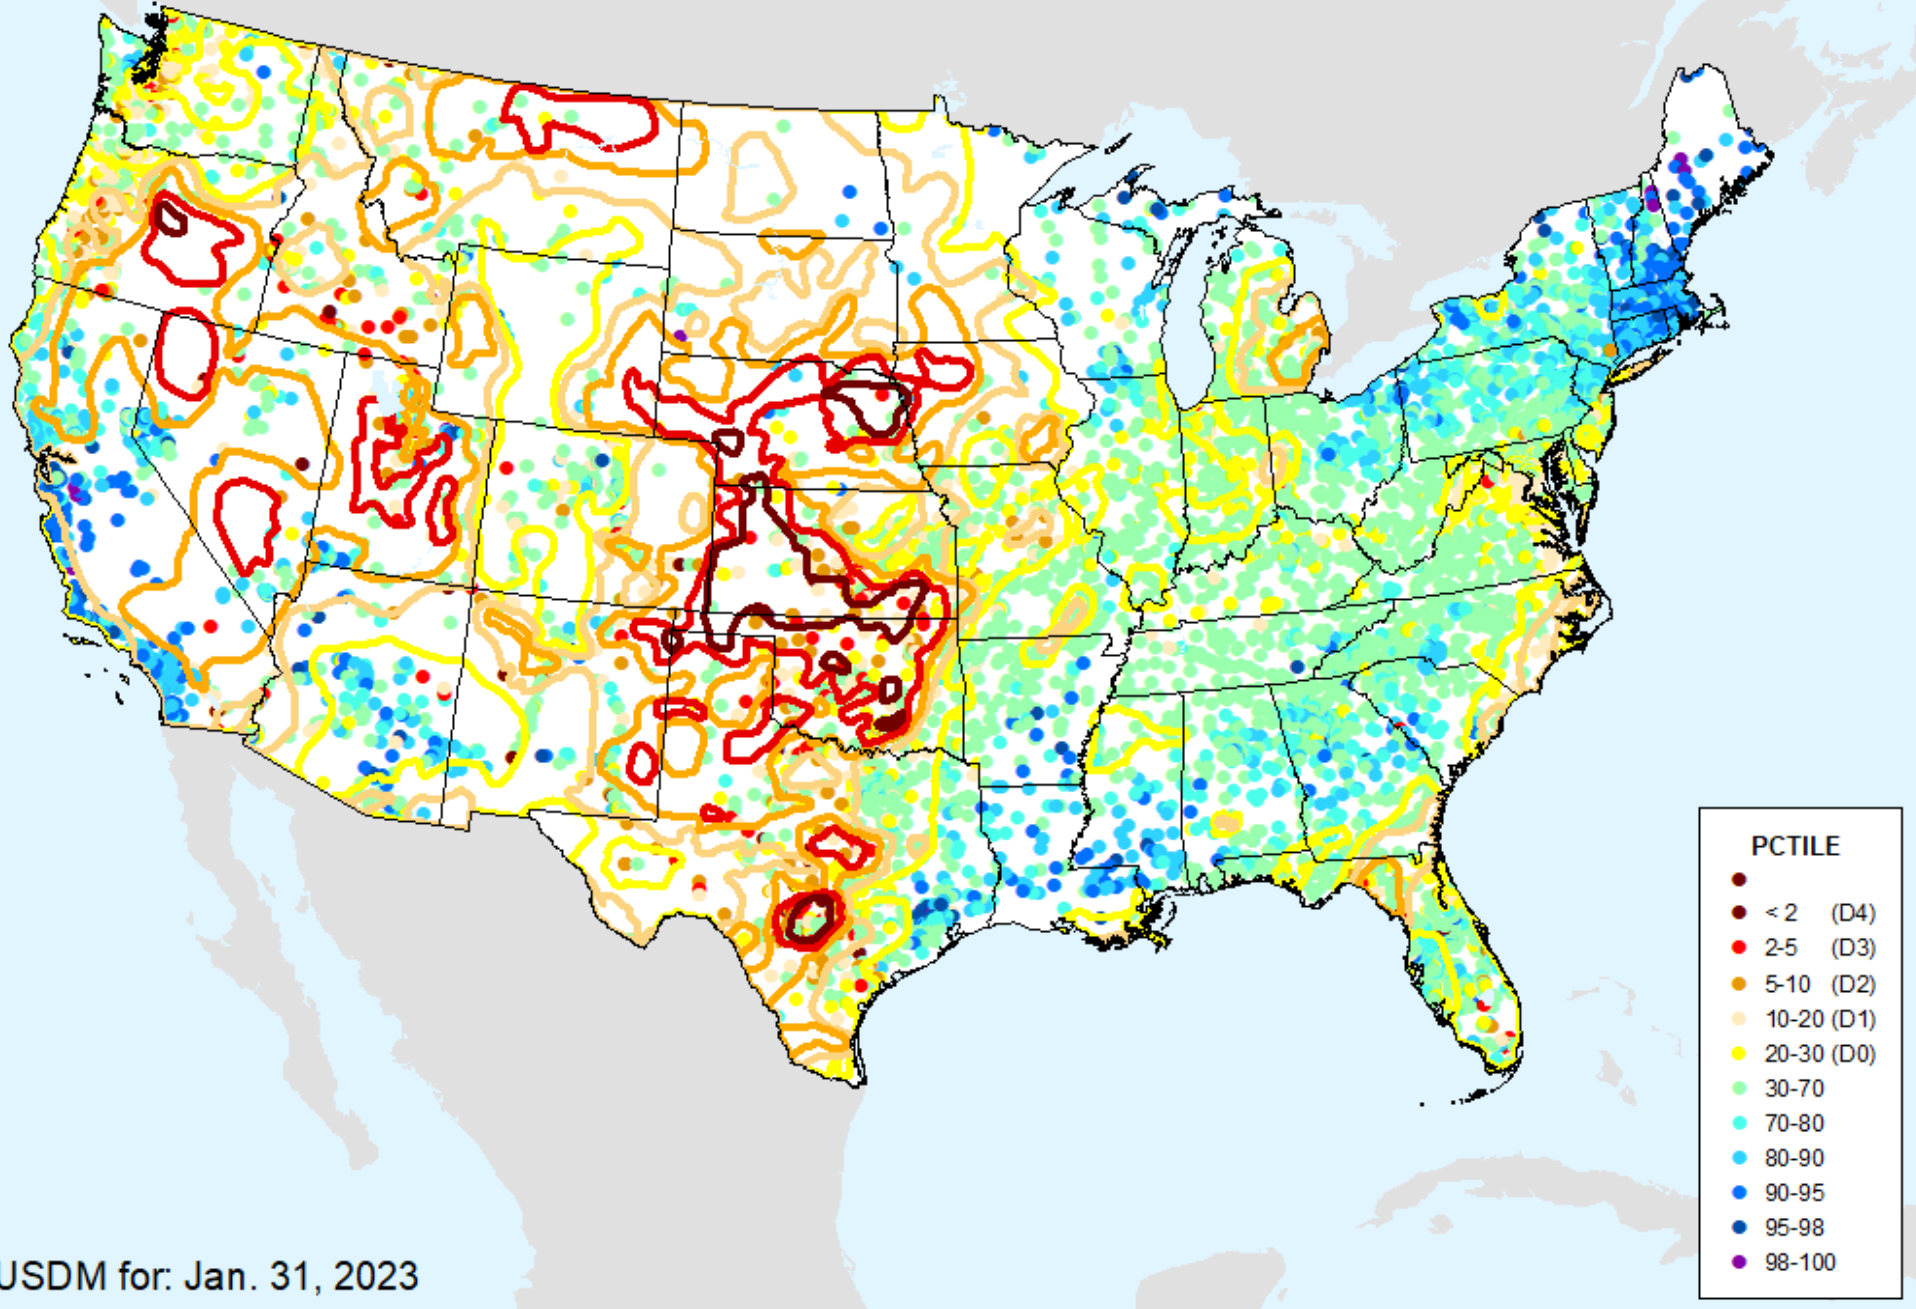 PCTILE
< 2 (D4)
2-5 (D3)
5-10 (D2)
10-20 (D1)
20-30 (D0)
30-70
70-80
80-90
90-95
95-98
98-100
USDM for: Jan. 31, 2023